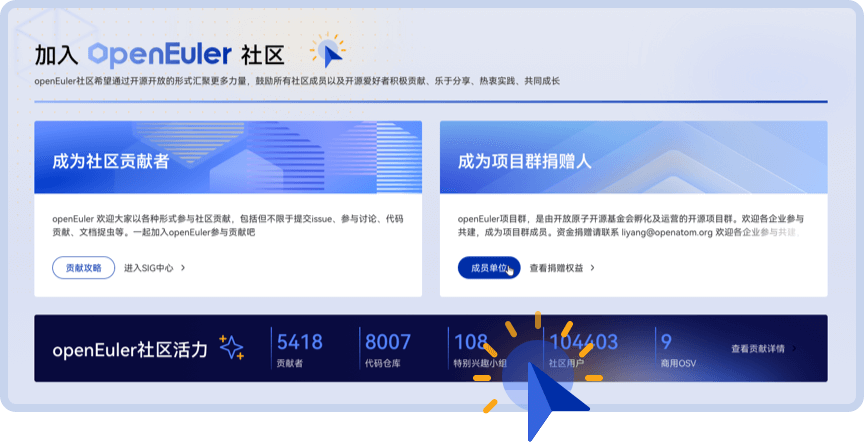 加入 openEuler 社区
openEuler社区希望通过开源开放的形式汇聚更多力量，鼓励所有社区成员以及开源爱好者积极贡献、乐于分享、热衷实践、共同成长
成为社区贡献者
openEuler 欢迎大家以各种形式参与社区贡献，包括但不限于提交issue、参与讨论、代码
贡献、文档捉虫等。一起加入openEuler参与贡献吧
贡献攻略 进入SIG中心
成为项目群捐赠人
openEuler项目群，是由开放原子开源基金会孵化及运营的开源项目群。欢迎各企业参与
共建，成为项目群成员。资金捐赠请联系 liyang@openatom.org 欢迎各企业参与共建、
成员单位 查看捐赠权益
openEuler社区活力
5418
贡献者
8007
代码仓库
108
特别兴趣小组
104403
社区用户
9
商用OSV
查看贡献详情